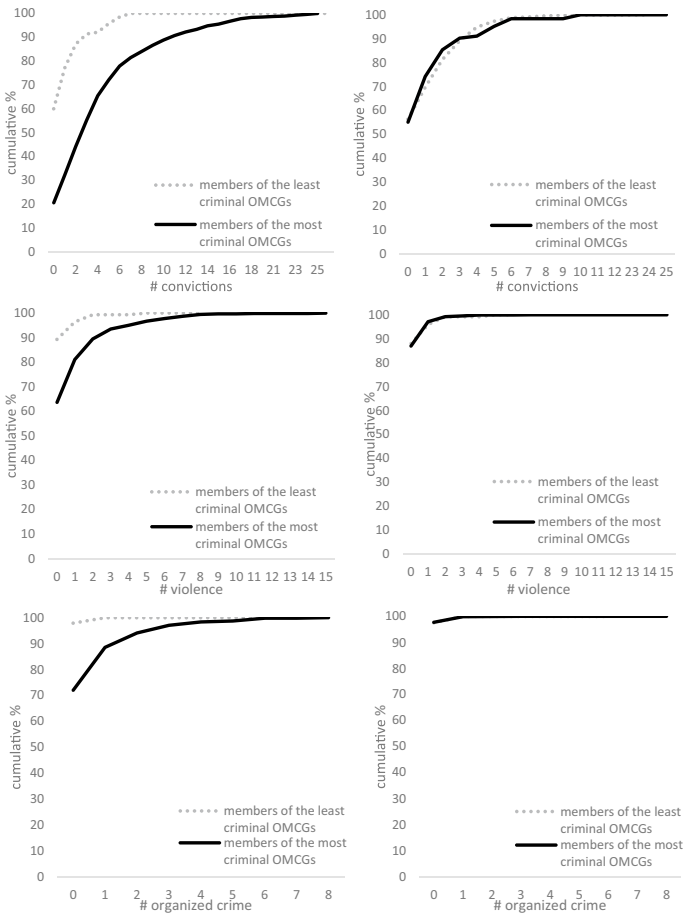 100
90
80
70
60
50
40
30
20
10
0
cumulative %
members of the least
criminal OMCGs
members of the most
criminal OMCGs
0 2 4 6 8 10 12 14 16 18 21 23 25
# convictions
100
90
80
70
60
50
40
30
20
10
0
cumulative %
members of the least
criminal OMCGs
members of the most
criminal OMCGs
0 1 2 3 4 5 6 7 9 10 11 12 13 24 15 25
# convictions
100
90
80
70
60
50
40
30
20
10
0
cumulative %
members of the least
criminal OMCGs
members of the most
criminal OMCGs
0 1 2 3 4 5 6 7 8 9 10 11 12 13 14 15
# violence
100
90
80
70
60
50
40
30
20
10
0
cumulative %
members of the least
criminal OMCGs
members of the most
criminal OMCGs
0 1 2 3 4 5 6 7 8 9 10 11 12 13 14 15
# violence
100
90
80
70
60
50
40
30
20
10
0
cumulative %
members of the least
criminal OMCGs
members of the most
criminal OMCGs
0 1 2 3 4 5 6 7 8
# organized crime
100
90
80
70
60
50
40
30
20
10
0
cumulative %
members of the least
criminal OMCGs
members of the most
criminal OMCGs
0 1 2 3 4 5 6 7 8
# organized crime